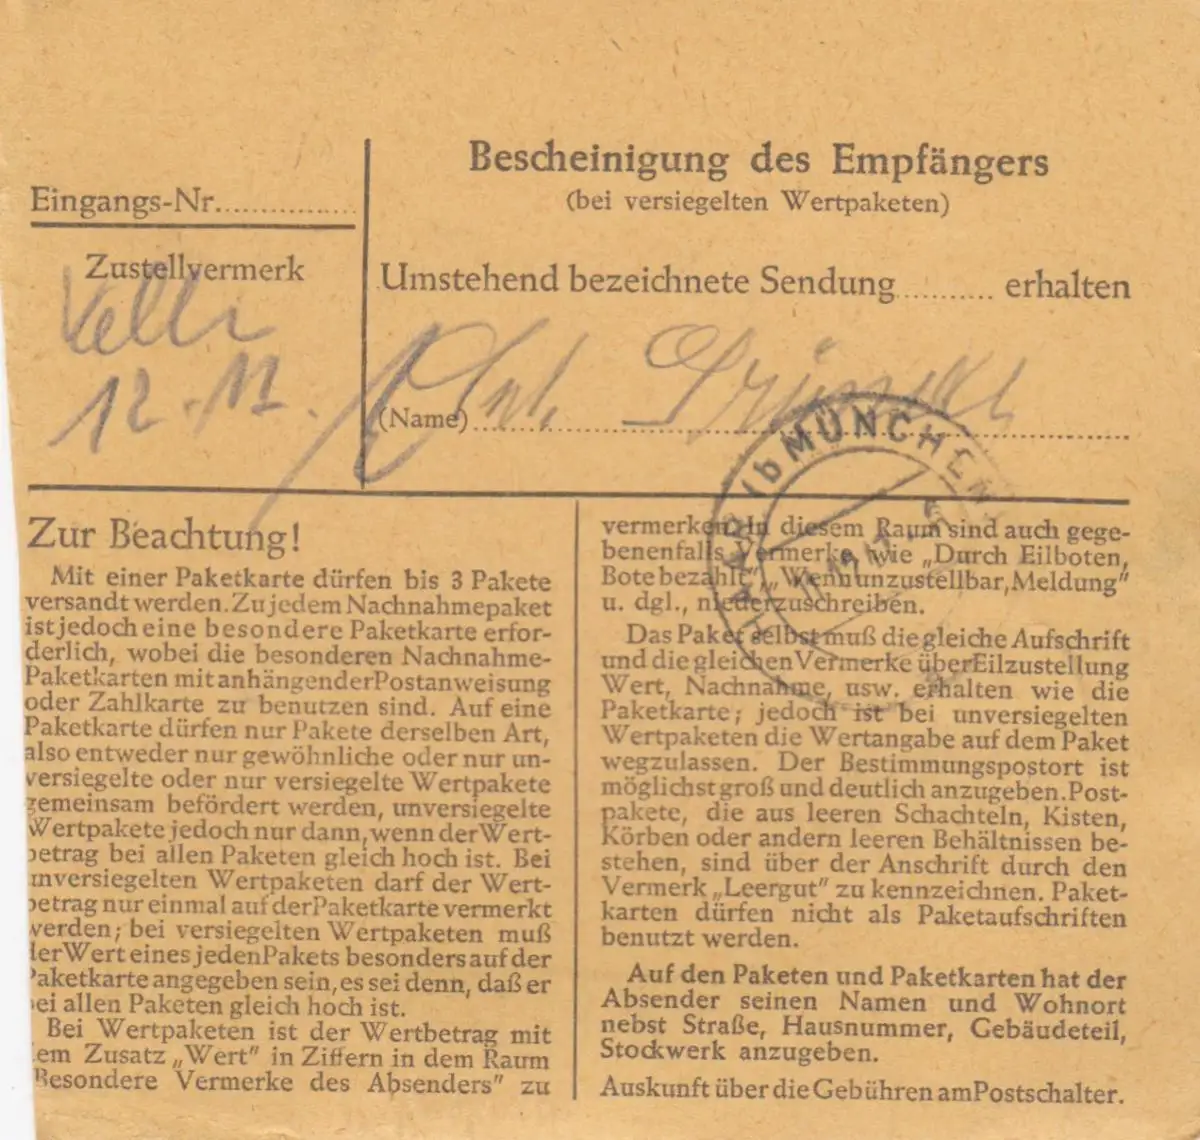 Eingangs-Nr.
Zustellvermerk
12.11.
Bescheinigung des Empfängers
(bei versiegelten Wertpaketen)
Umstehend bezeichnete Sendung .......... erhalten
(Name)
HAAR (b MÜNCHEN
Zur Beachtung!
Mit einer Paketkarte dürfen bis 3 Pakete
versandt werden. Zu jedem Nachnahmepaket
ist jedoch eine besondere Paketkarte erfor-
derlich, wobei die besonderen Nachnahme-
Paketkarten mit anhängender Postanweisung
oder Zahlkarte zu benutzen sind. Auf eine
Paketkarte dürfen nur Pakete derselben Art,
also entweder nur gewöhnliche oder nur un-
versiegelte oder nur versiegelte Wertpakete
gemeinsam befördert werden, unversiegelte
Wertpakete jedoch nur dann, wenn der Wert-
betrag bei allen Paketen gleich hoch ist. Bei
unversiegelten Wertpaketen darf der Wert-
betrag nur einmal auf der Paketkarte vermerkt
werden; bei versiegelten Wertpaketen muß
der Wert eines jeden Pakets besonders auf der
Paketkarte angegeben sein, es sei denn, daß er
bei allen Paketen gleich hoch ist.
Bei Wertpaketen ist der Wertbetrag mit
dem Zusatz „Wert" in Ziffern in dem Raum
"Besondere Vermerke des Absenders" zu
vermerken. In diesem Raum sind auch gege-
benenfalls Vermerke, wie „Durch Eilboten,
Bote bezahlt", „Wenn unzustellbar, Meldung"
u. dgl., niederzuschreiben.
Das Paket selbst muß die gleiche Aufschrift
und die gleichen Vermerke über Eilzustellung
Wert, Nachnahme, usw. erhalten wie die
Paketkarte; jedoch ist bei unversiegelten
Wertpaketen die Wertangabe auf dem Paket
wegzulassen. Der Bestimmungspostort ist
möglichst groß und deutlich anzugeben. Post-
pakete, die aus leeren Schachteln, Kisten,
Körben oder andern leeren Behältnissen be-
stehen, sind über der Anschrift durch den
Vermerk „Leergut" zu kennzeichnen. Paket-
karten dürfen nicht als Paketaufschriften
benutzt werden.
Auf den Paketen und Paketkarten hat der
Absender seinen Namen und Wohnort
nebst Straße, Hausnummer, Gebäudeteil,
Stockwerk anzugeben.
Auskunft über die Gebühren am Postschalter.